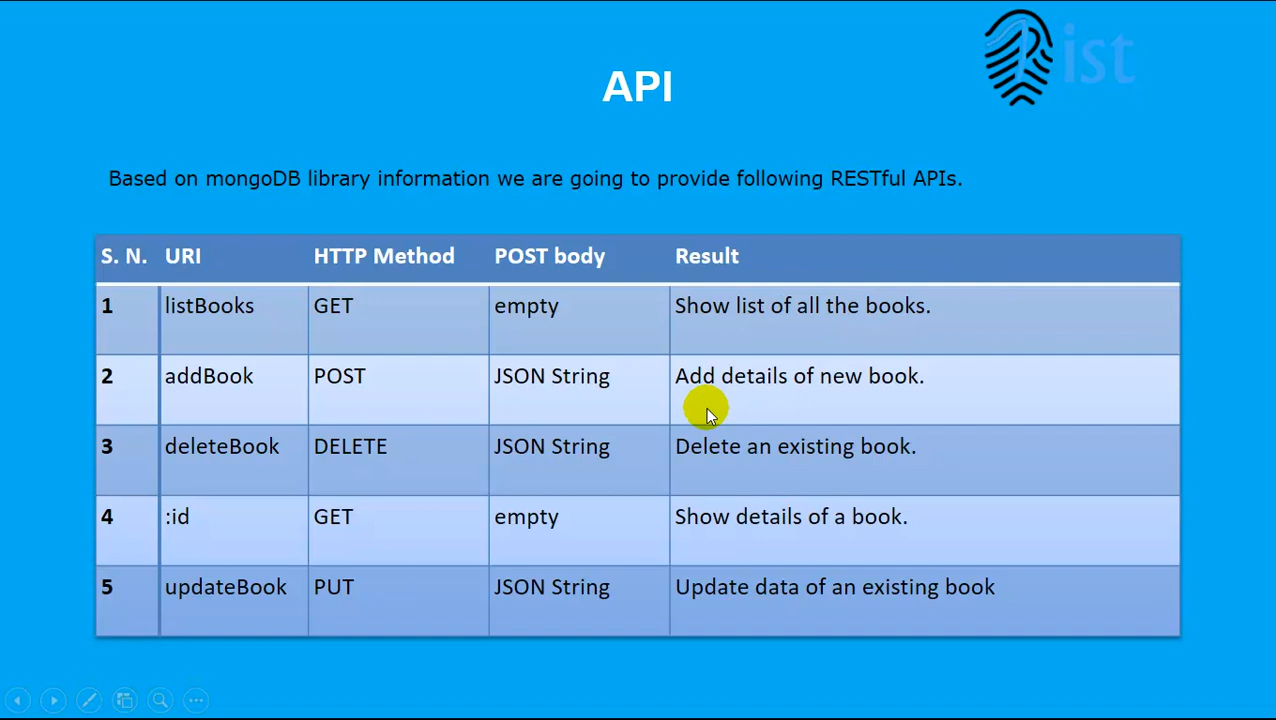 ist
API
Based on mongoDB library information we are going to provide following RESTful APIs.
S. N. URI HTTP Method POST body Result
1 listBooks GET empty Show list of all the books.
2 addBook POST JSON String Add details of new book.
3 deleteBook DELETE JSON String Delete an existing book.
4 :id GET empty Show details of a book.
5 updateBook PUT JSON String Update data of an existing book